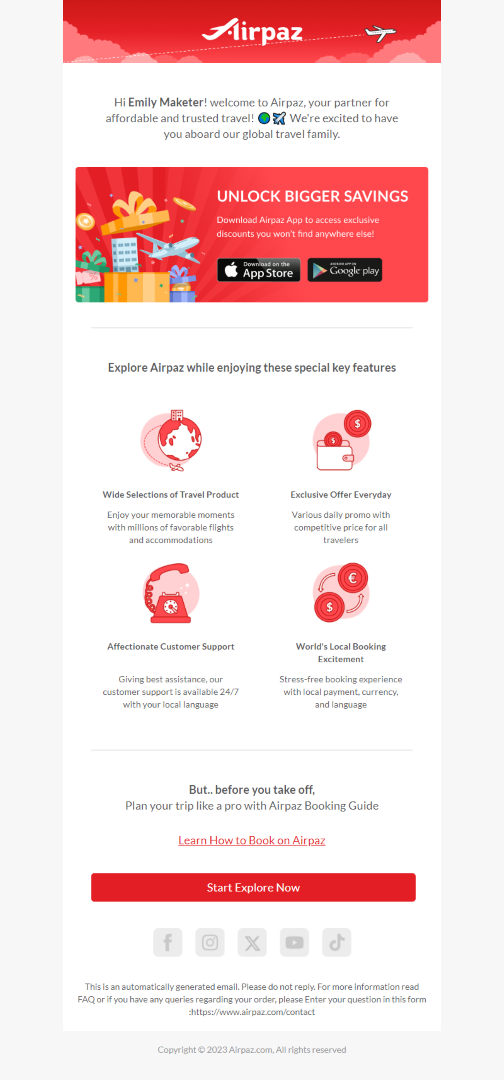 Airpaz
Hi Emily Maketer! welcome to Airpaz, your partner for
affordable and trusted travel! 🌍✈️ We're excited to have
you aboard our global travel family.
UNLOCK BIGGER SAVINGS
Download Airpaz App to access exclusive
discounts you won't find anywhere else!
Download on the
App Store
ANDROID APP ON
Google play
Explore Airpaz while enjoying these special key features
Wide Selections of Travel Product
Enjoy your memorable moments
with millions of favorable flights
and accommodations
Exclusive Offer Everyday
Various daily promo with
competitive price for all
travelers
Affectionate Customer Support
Giving best assistance, our
customer support is available 24/7
with your local language
World's Local Booking
Excitement
Stress-free booking experience
with local payment, currency,
and language
But.. before you take off,
Plan your trip like a pro with Airpaz Booking Guide
Learn How to Book on Airpaz
Start Explore Now
This is an automatically generated email. Please do not reply. For more information read
FAQ or if you have any queries regarding your order, please Enter your question in this form
:https://www.airpaz.com/contact
Copyright © 2023 Airpaz.com, All rights reserved